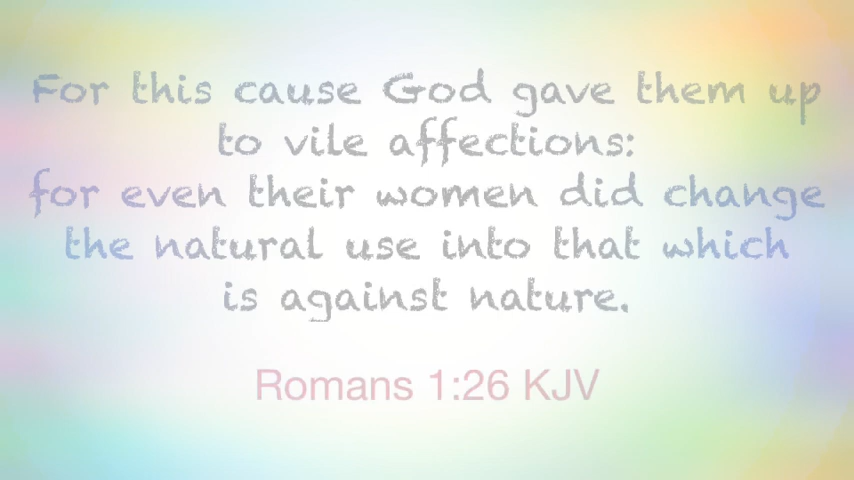 For this cause God gave them up
to vile affections:
for even their women did change
the natural use into that which
is against nature.
Romans 1:26 KJV